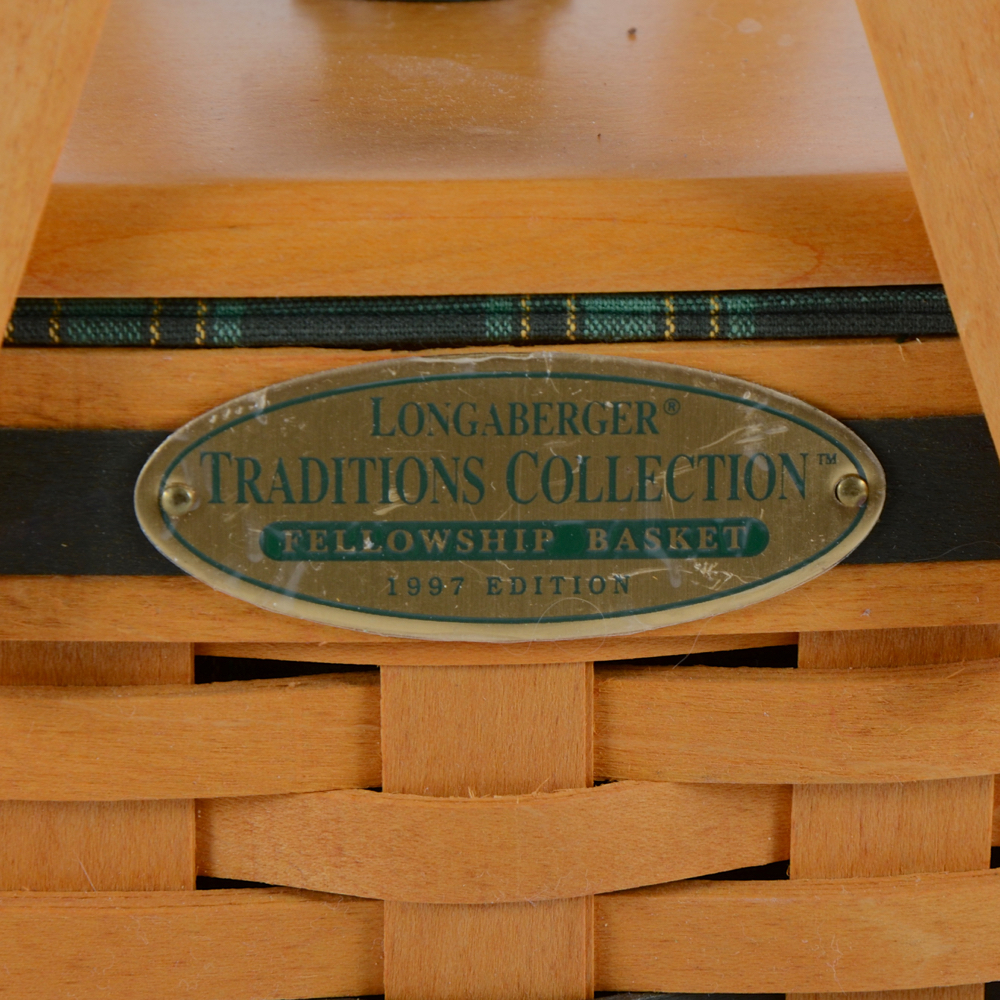 LONGABERGER®
TRADITIONS COLLECTION™
FELLOWSHIP BASKET
1997 EDITION